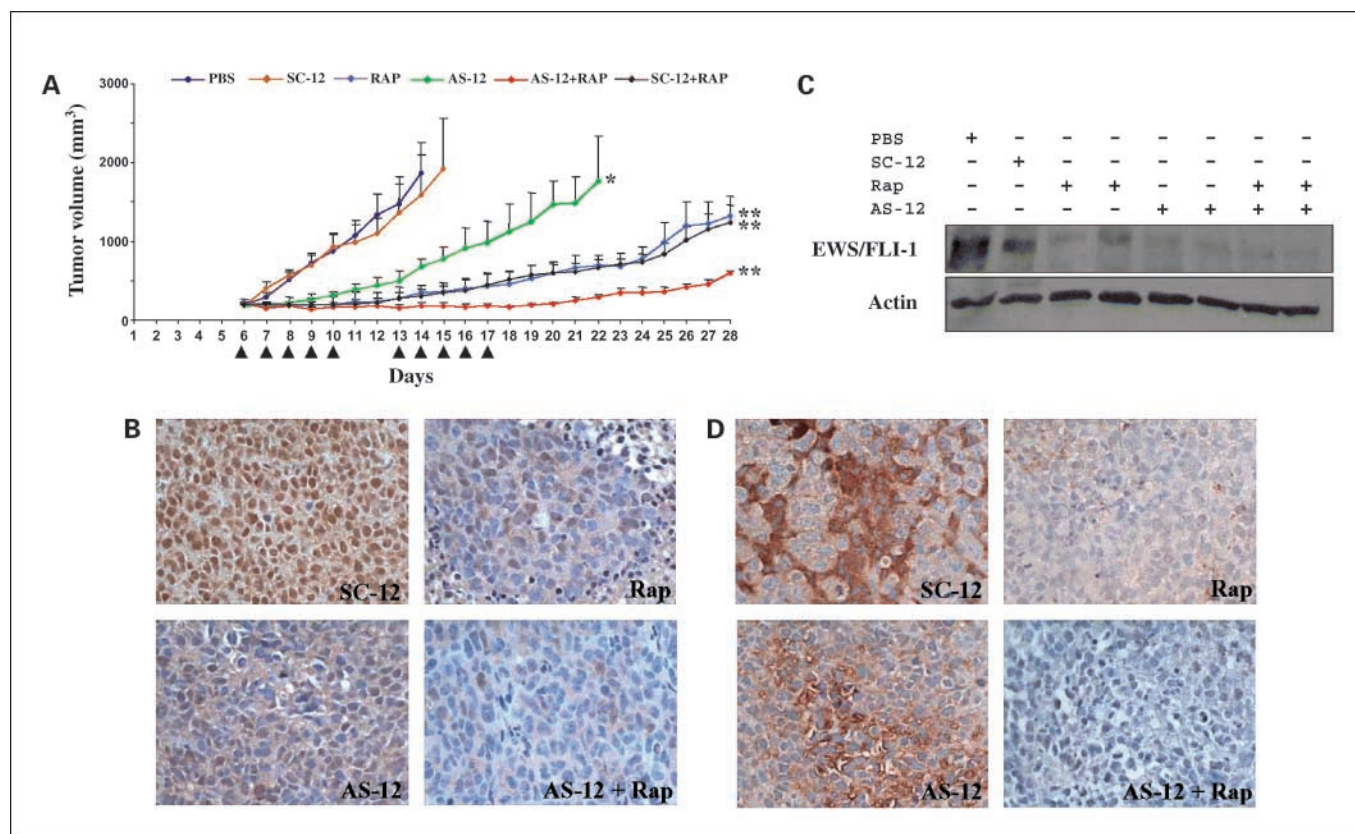 A
PBS SC-12 RAP AS-12 AS-12+RAP SC-12+RAP
Tumor volume (mm3)
3000
2000
1000
0
*
**
**
**
1 2 3 4 5 6 7 8 9 10 11 12 13 14 15 16 17 18 19 20 21 22 23 24 25 26 27 28
Days
C
PBS + - - - - - - -
SC-12 - + - - - - - -
Rap - - + + - - + +
AS-12 - - - - + + + +
EWS/FLI-1
Actin
B
SC-12
Rap
AS-12
AS-12 + Rap
D
SC-12
Rap
AS-12
AS-12 + Rap